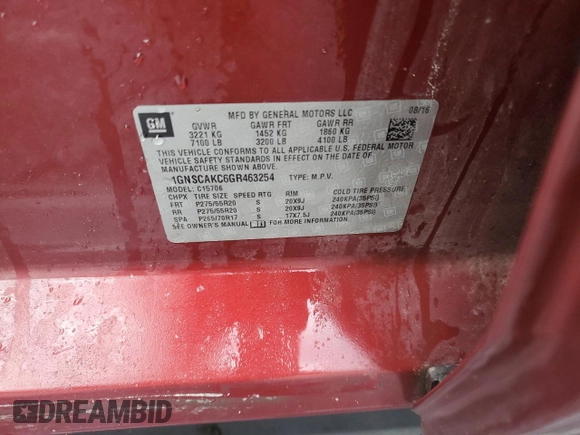 GM
MFD BY GENERAL MOTORS LLC
08/16
GVWR GAWR FRT GAWR RR
3221 KG 1452 KG 1860 KG
7100 LB 3200 LB 4100 LB
THIS VEHICLE CONFORMS TO ALL APPLICABLE U.S. FEDERAL MOTOR
VEHICLE SAFETY STANDARDS IN EFFECT ON THE DATE OF
MANUFACTURE SHOWN ABOVE.
1GNSCAKC6GR463254 TYPE: M.P.V.
MODEL: C15706
TIRE SIZE SPEED RTG RIM COLD TIRE PRESSURE
FRT P275/55R20 S 20X9J 240KPA(35PSI)
RR P275/55R20 S 20X9J 240KPA(35PSI)
SPA P265/70R17 S 17X7.5J 240KPA(35PSI)
SEE OWNER'S MANUAL FOR MORE INFORMATION.
DREAMBID